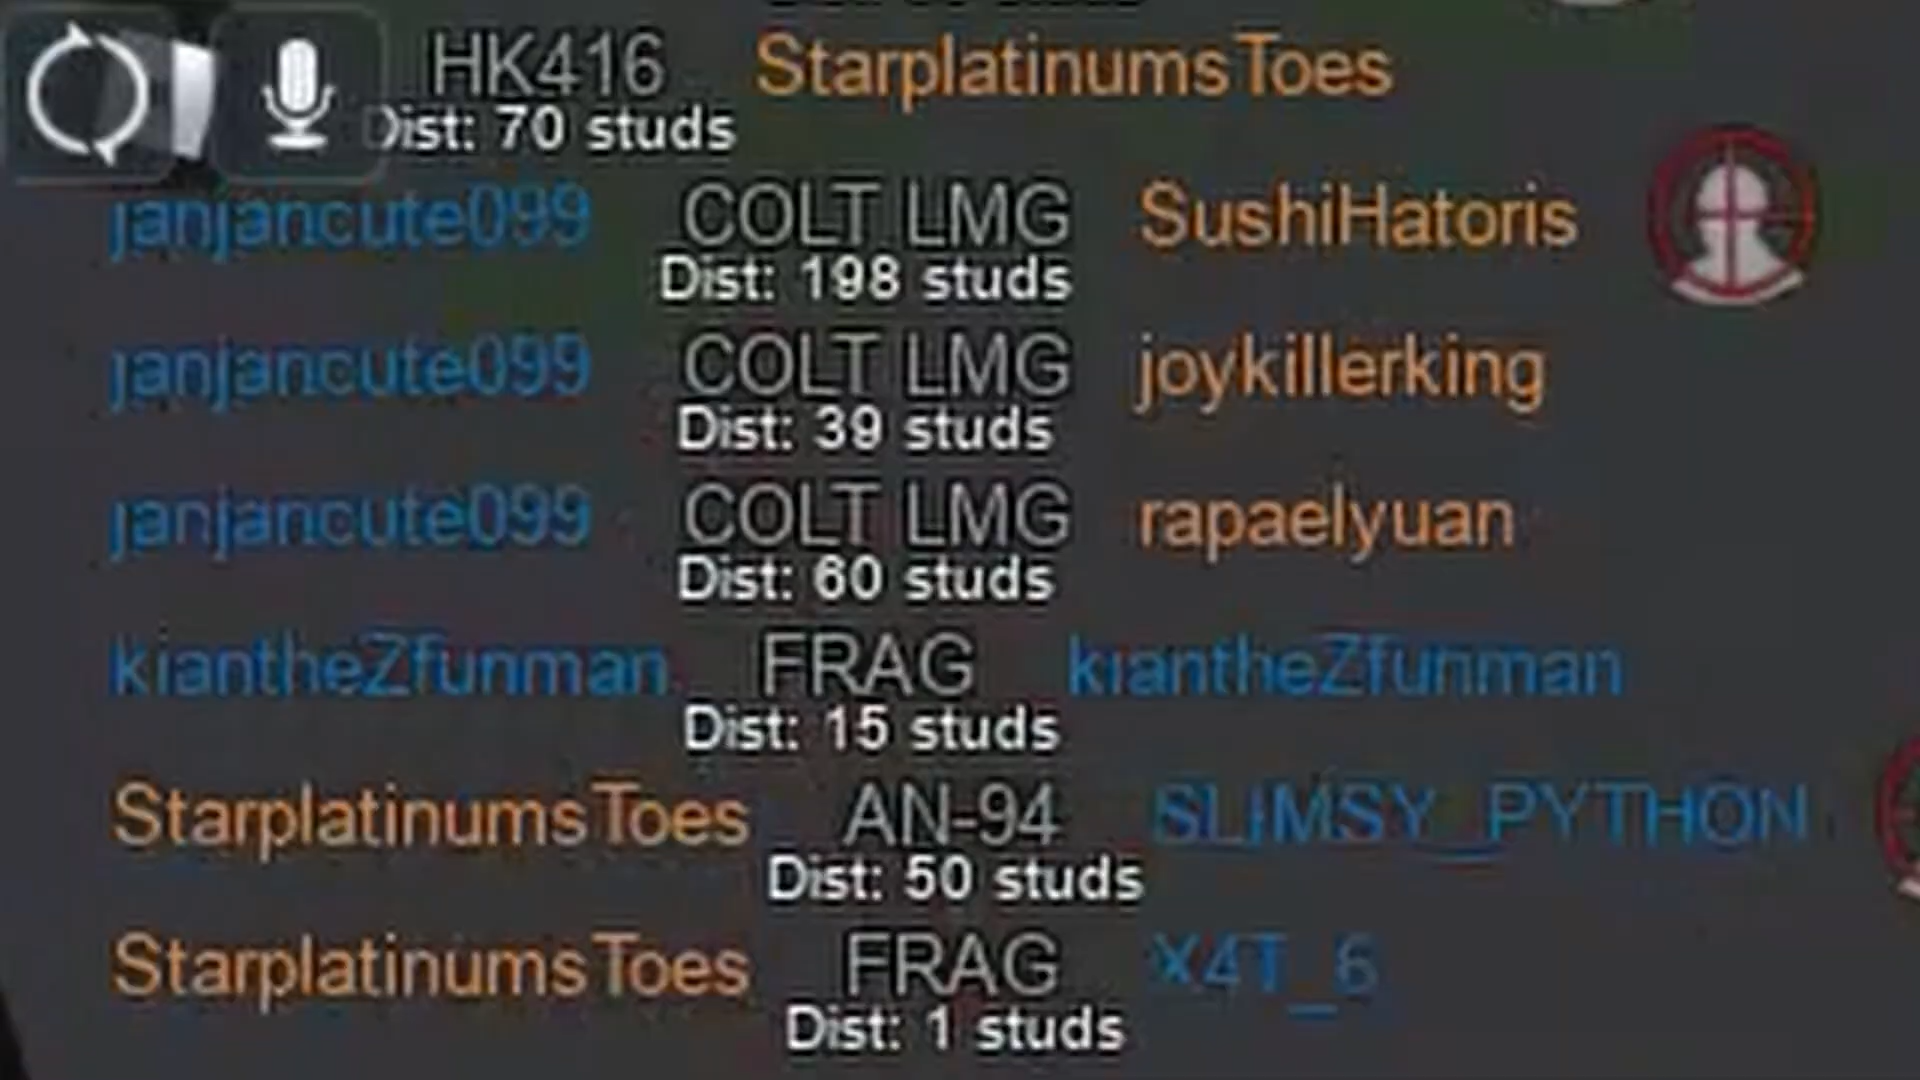 HK416 StarplatinumsToes
Dist: 70 studs
janjancute099 COLT LMG SushiHatoris
Dist: 198 studs
janjancute099 COLT LMG joykillerking
Dist: 39 studs
janjancute099 COLT LMG rapaelyuan
Dist: 60 studs
kiantheZfunman FRAG kiantheZfunman
Dist: 15 studs
StarplatinumsToes AN-94 SLIMSY_PYTHON
Dist: 50 studs
StarplatinumsToes FRAG X4T_6
Dist: 1 studs